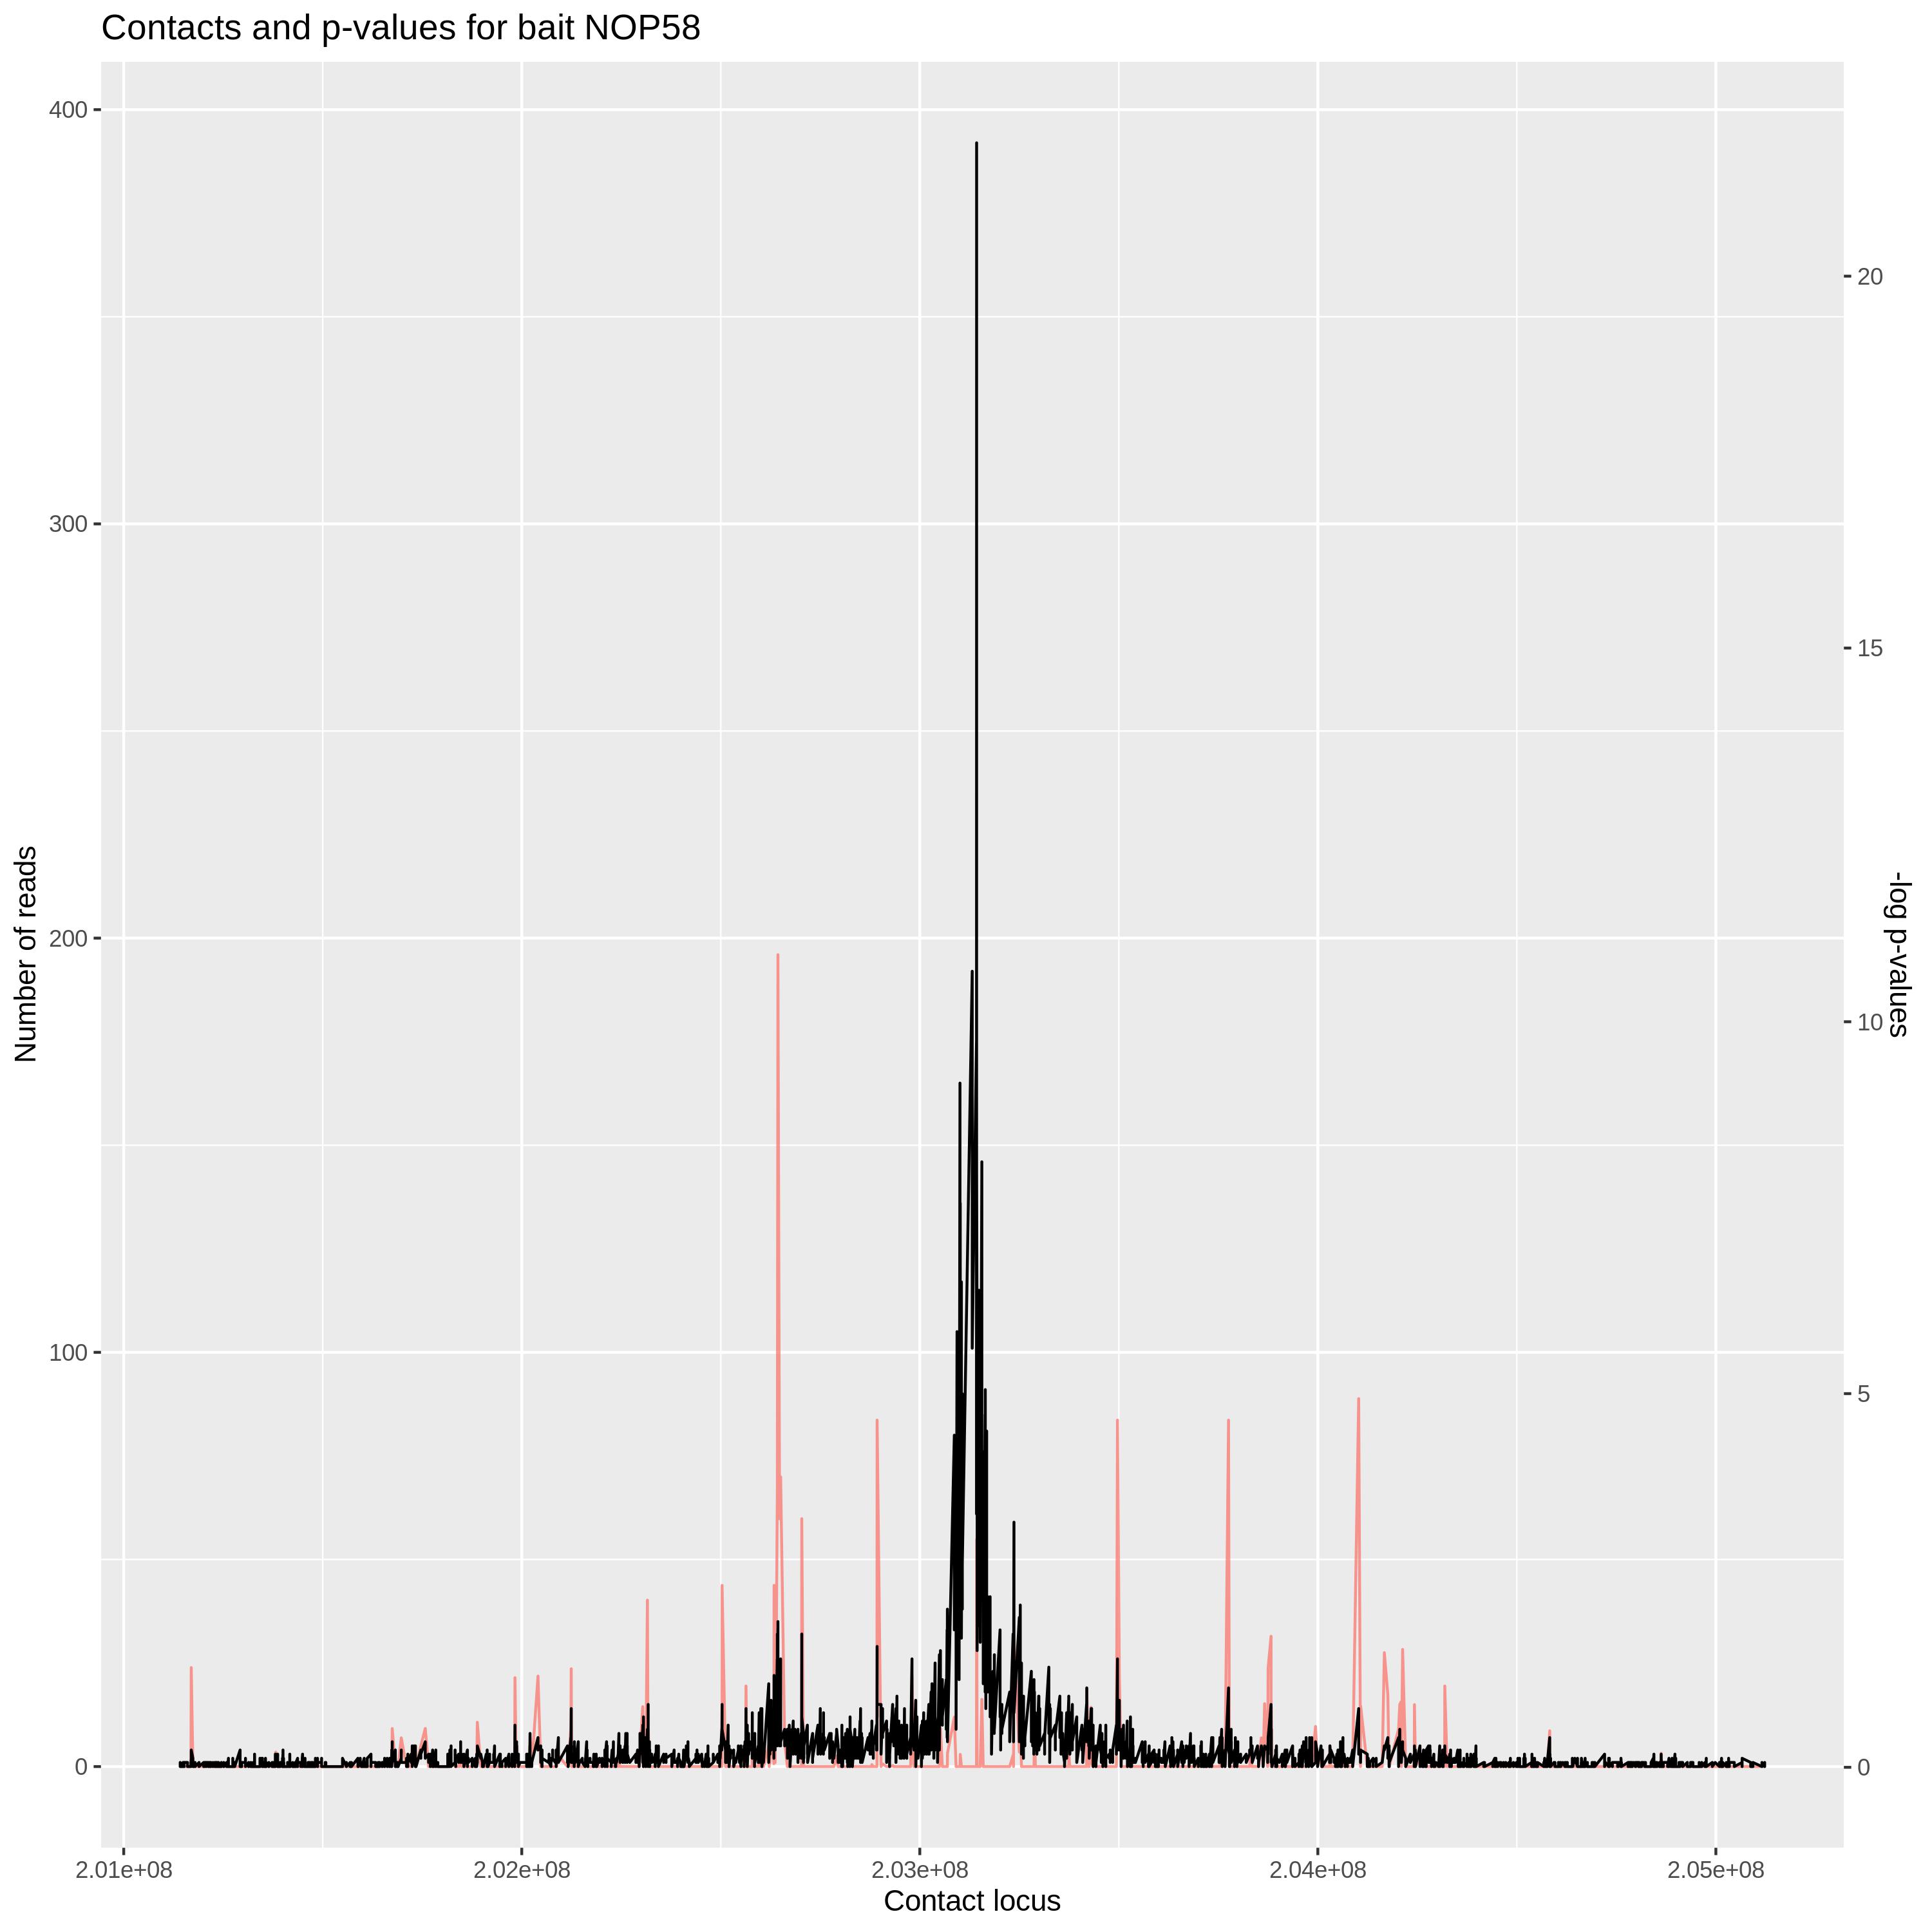 Contacts and p-values for bait NOP58
400
300
200
100
0
Number of reads
20
15
10
5
0
-log p-values
2.01e+08
2.02e+08
2.03e+08
2.04e+08
2.05e+08
Contact locus